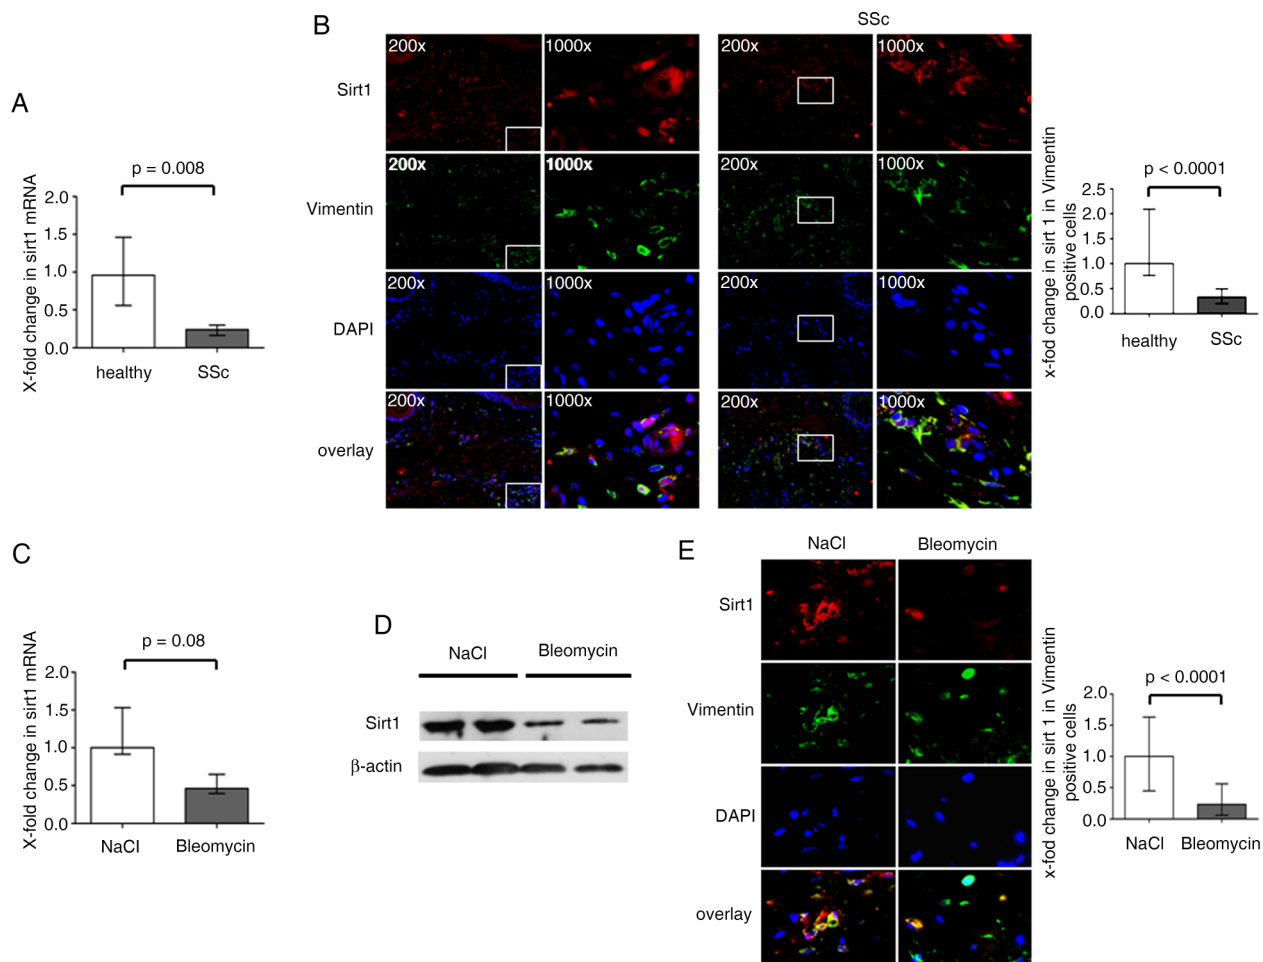 A
X-fold change in sirt1 mRNA
p = 0.008
2.0
1.5
1.0
0.5
0.0
healthy
SSc
B
SSc
Sirt1
200x
1000x
200x
1000x
Vimentin
200x
1000x
200x
1000x
DAPI
200x
1000x
200x
1000x
overlay
200x
1000x
200x
1000x
x-fod change in sirt 1 in Vimentin
positive cells
p < 0.0001
2.5
2.0
1.5
1.0
0.5
0.0
healthy
SSc
C
X-fold change in sirt1 mRNA
p = 0.08
2.0
1.5
1.0
0.5
0.0
NaCl
Bleomycin
D
NaCl
Bleomycin
Sirt1
β-actin
E
NaCl
Bleomycin
Sirt1
Vimentin
DAPI
overlay
x-fod change in sirt 1 in Vimentin
positive cells
p < 0.0001
2.0
1.5
1.0
0.5
0.0
NaCl
Bleomycin